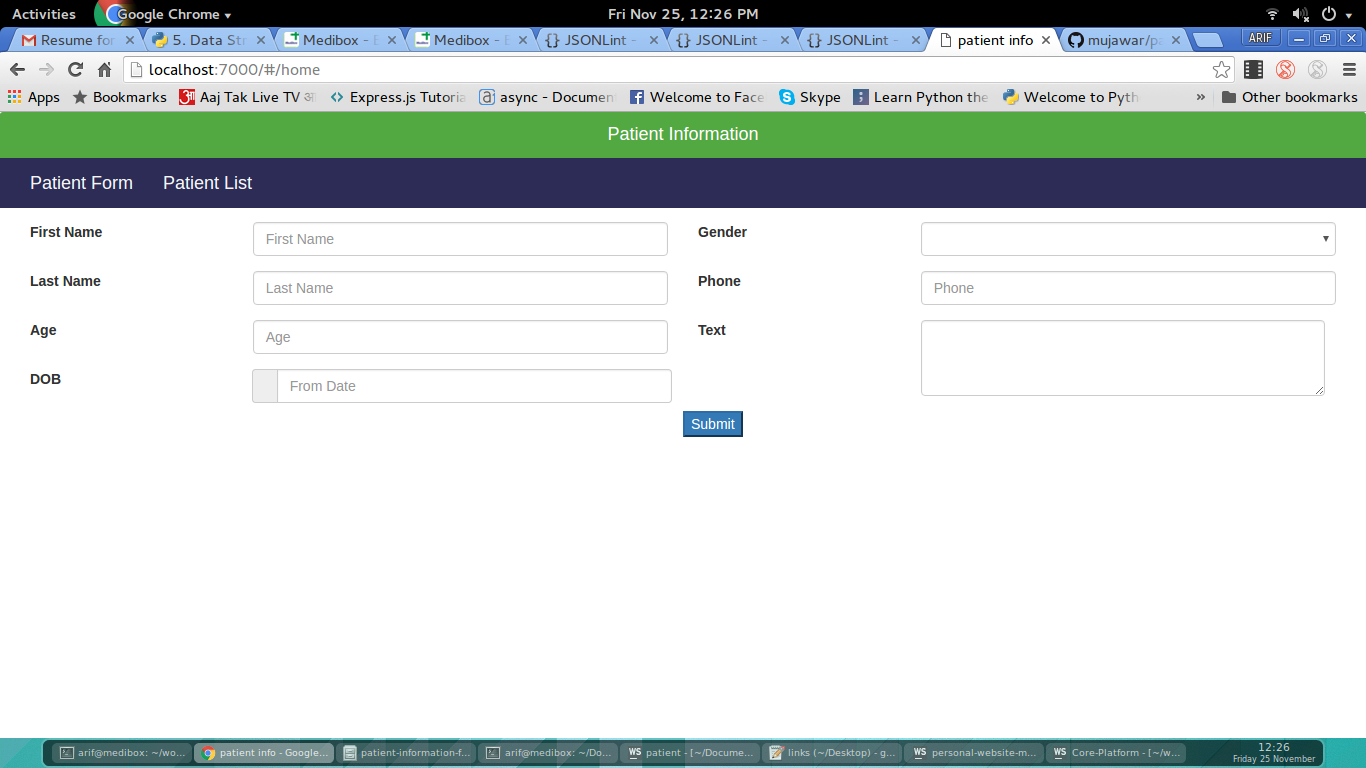 Activities Google Chrome Fri Nov 25, 12:26 PM
Resume for 5. Data Str Medibox - E Medibox - E JSONLint - JSONLint - JSONLint - patient info mujawar/pa ARIF
localhost:7000/#/home
Apps Bookmarks Aaj Tak Live TV Express.js Tutoria async - Documen Welcome to Face Skype Learn Python the Welcome to Pyth » Other bookmarks
Patient Information
Patient Form Patient List
First Name First Name Gender
Last Name Last Name Phone Phone
Age Age Text
DOB From Date
Submit
arif@medibox: ~/wo... patient info - Google... patient-information-f... arif@medibox: ~/Do... WS patient - [~/Docume... links (~/Desktop) - g... WS personal-website-m... WS Core-Platform - [~/w... 12:26
Friday 25 November